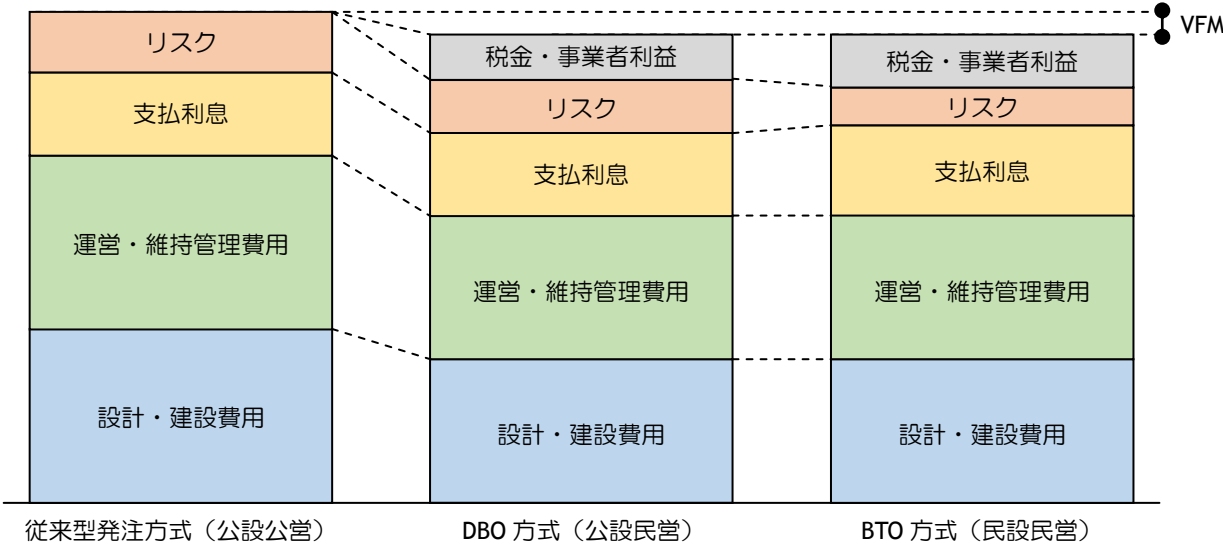 VFM
リスク
支払利息
運営・維持管理費用
設計・建設費用
税金・事業者利益
リスク
支払利息
運営・維持管理費用
設計・建設費用
税金・事業者利益
リスク
支払利息
運営・維持管理費用
設計・建設費用
従来型発注方式（公設公営）
DBO 方式（公設民営）
BTO 方式（民設民営）